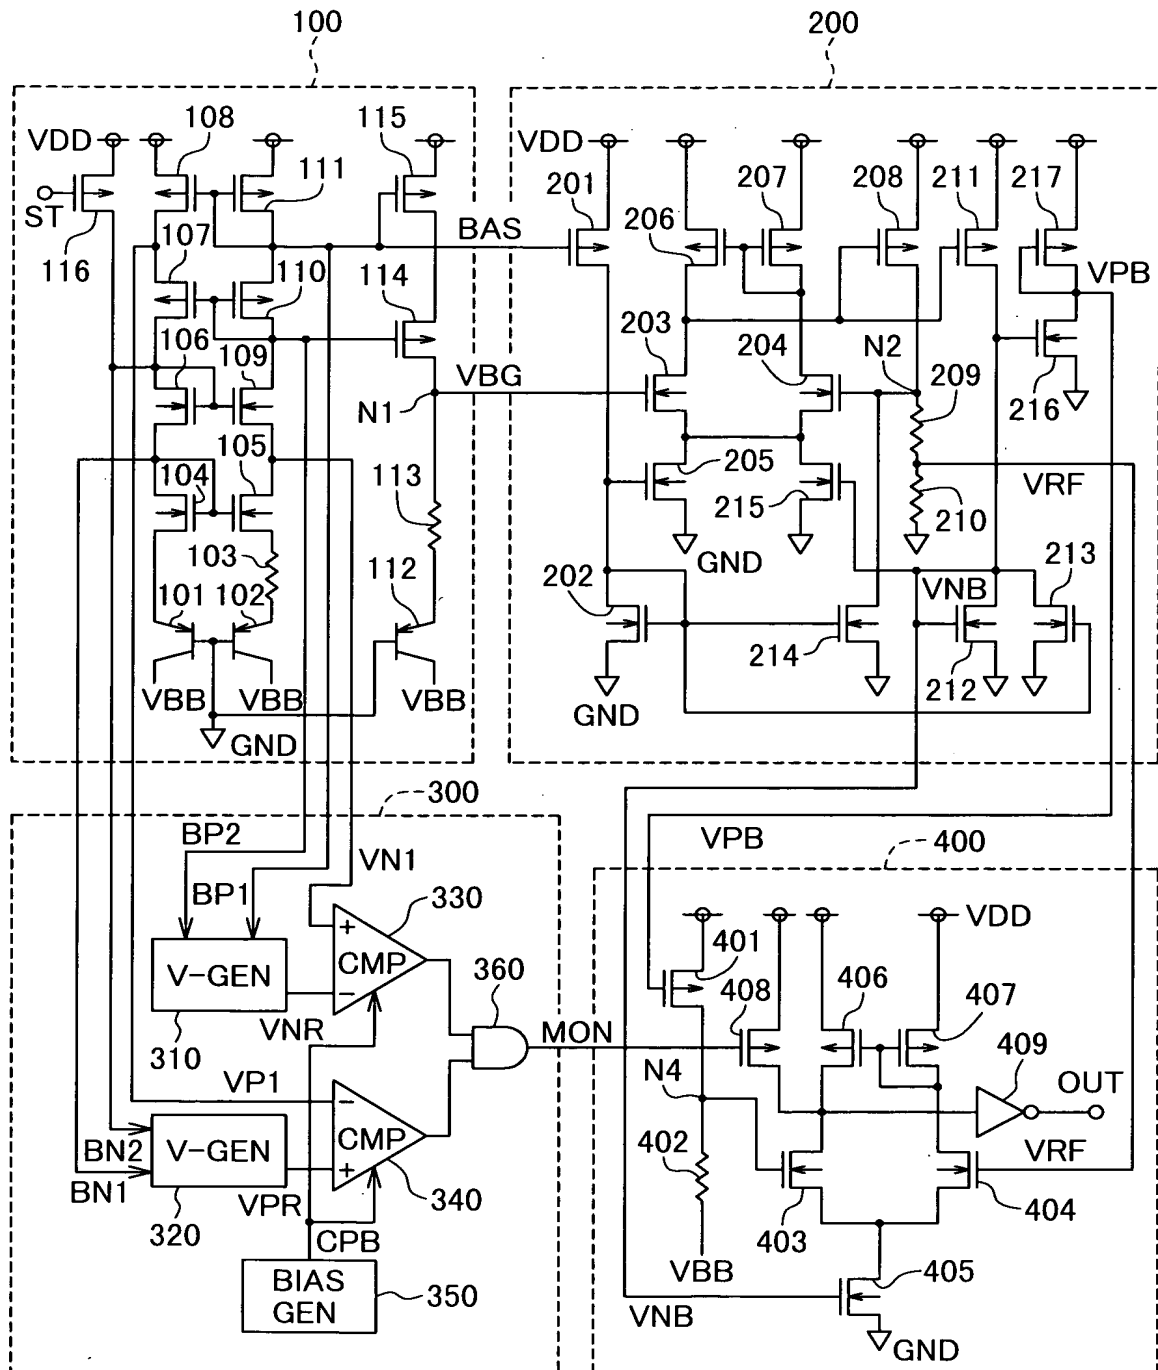 100
200
108
115
VDD
VDD
201
207
208
211
217
ST
111
107
BAS
206
116
110
114
VPB
106
109
203
204
N2
VBG
209
N1
216
105
104
205
VRF
113
215
210
103
GND
112
202
VNB
213
101
102
214
212
VBB
VBB
VBB
GND
GND
300
BP2
VPB
400
VN1
BP1
330
VDD
+
401
CMP
360
406
V-GEN
408
407
−
MON
VNR
310
409
VP1
N4
OUT
−
CMP
402
V-GEN
VRF
BN2
+
BN1
VPR
340
403
404
320
CPB
VBB
405
BIAS
GEN
350
VNB
GND